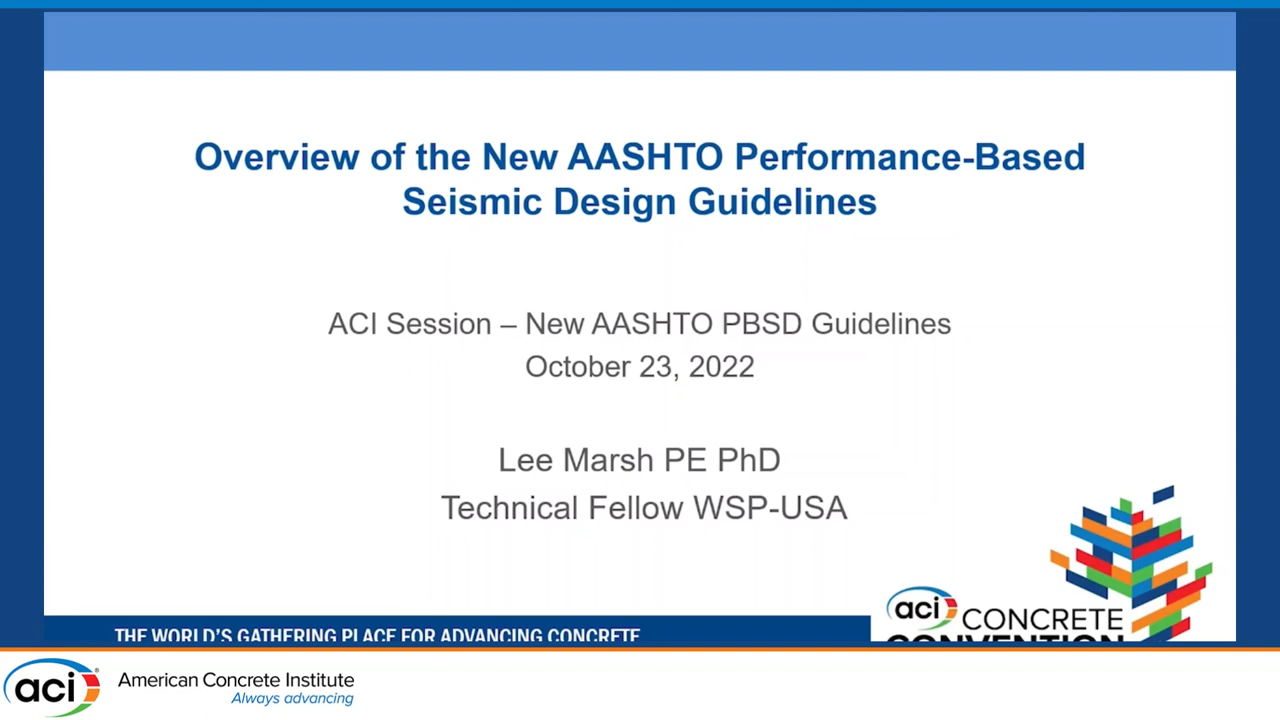 Overview of the New AASHTO Performance-Based
Seismic Design Guidelines
ACI Session – New AASHTO PBSD Guidelines
October 23, 2022
Lee Marsh PE PhD
Technical Fellow WSP-USA
THE WORLD'S GATHERING PLACE FOR ADVANCING CONCRETE
aci CONCRETE
CONVENTION
aci® American Concrete Institute
Always advancing